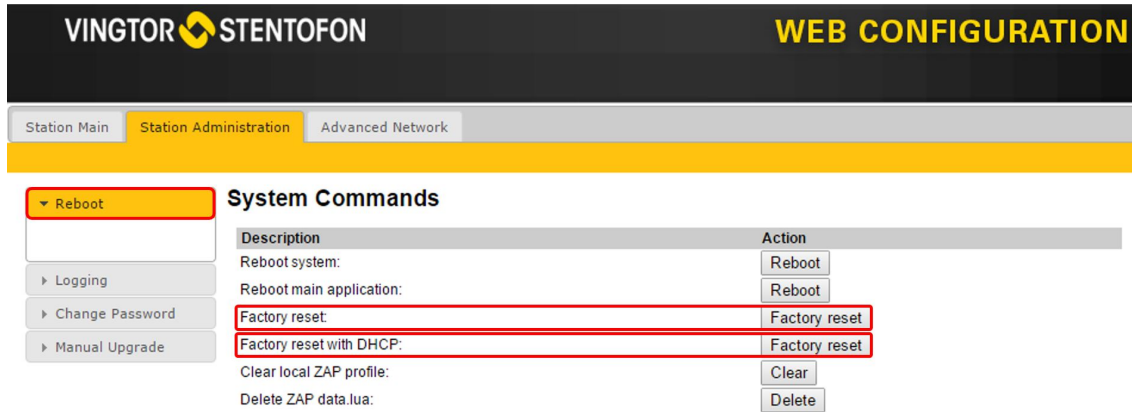 VINGTOR STENTOFON
WEB CONFIGURATION
Station Main Station Administration Advanced Network
Reboot
Logging
Change Password
Manual Upgrade
System Commands
Description Action
Reboot system: Reboot
Reboot main application: Reboot
Factory reset: Factory reset
Factory reset with DHCP: Factory reset
Clear local ZAP profile: Clear
Delete ZAP data.lua: Delete